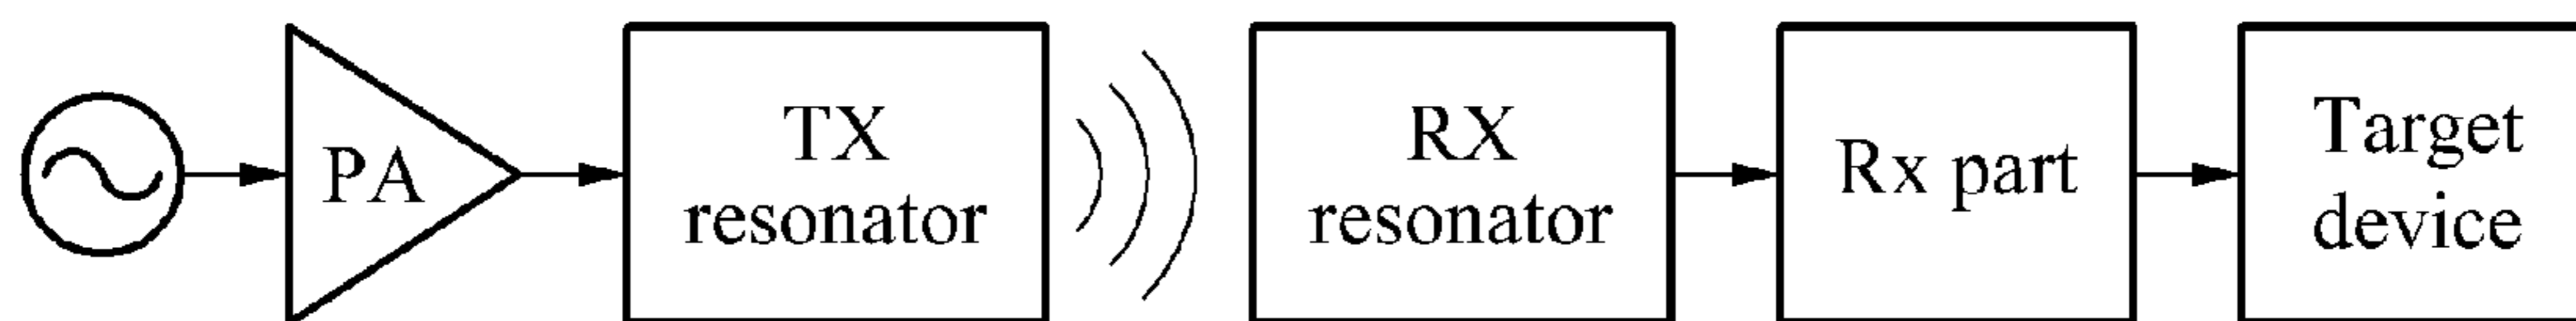 PA
TX
resonator
RX
resonator
Rx part
Target
device